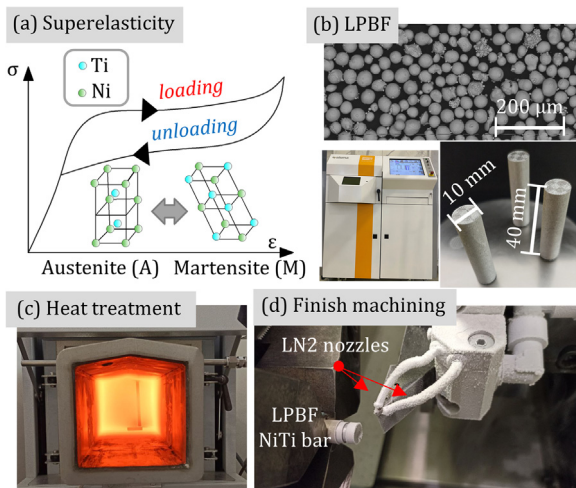 (a) Superelasticity
σ
Ti
Ni
loading
unloading
ε
Austenite (A)
Martensite (M)
(b) LPBF
200 μm
10 mm
40 mm
(c) Heat treatment
(d) Finish machining
LN2 nozzles
LPBF
NiTi bar